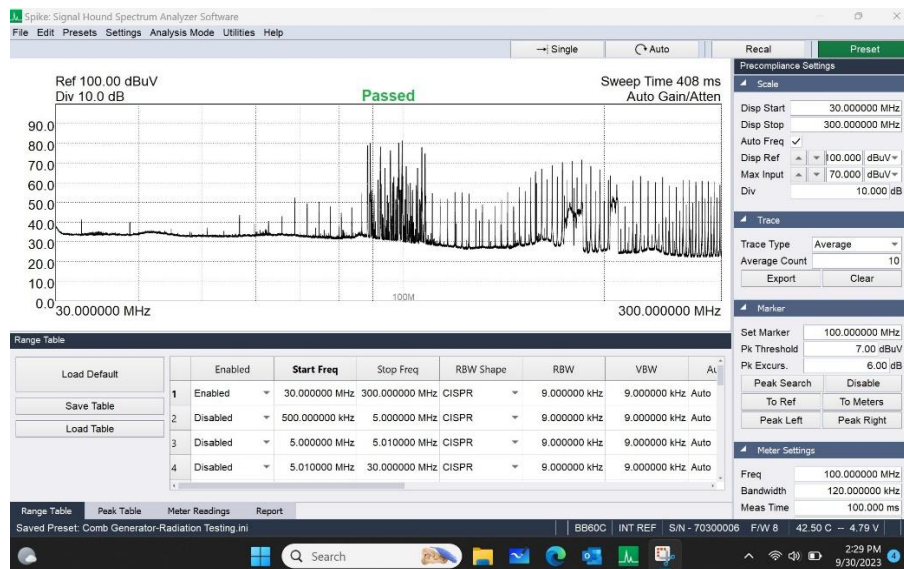 Spike: Signal Hound Spectrum Analyzer Software
File Edit Presets Settings Analysis Mode Utilities Help
Single Auto Recal Preset
Ref 100.00 dBuV
Div 10.0 dB
Passed
Sweep Time 408 ms
Auto Gain/Atten
90.0
80.0
70.0
60.0
50.0
40.0
30.0
20.0
10.0
0.0
100M
30.000000 MHz
300.000000 MHz
Precompliance Settings
Scale
Disp Start 30.000000 MHz
Disp Stop 300.000000 MHz
Auto Freq
Disp Ref 100.000 dBuV
Max Input 70.000 dBuV
Div 10.000 dB
Trace
Trace Type Average
Average Count 10
Export Clear
Marker
Set Marker 100.000000 MHz
Pk Threshold 7.00 dBuV
Pk Excurs. 6.00 dB
Peak Search Disable
To Ref To Meters
Peak Left Peak Right
Meter Settings
Freq 100.000000 MHz
Bandwidth 120.000000 kHz
Meas Time 100.000 ms
Range Table
Load Default
Save Table
Load Table
Enabled Start Freq Stop Freq RBW Shape RBW VBW Au
1 Enabled 30.000000 MHz 300.000000 MHz CISPR 9.000000 kHz 9.000000 kHz Auto
2 Disabled 500.000000 kHz 5.000000 MHz CISPR 9.000000 kHz 9.000000 kHz Auto
3 Disabled 5.000000 MHz 5.010000 MHz CISPR 9.000000 kHz 9.000000 kHz Auto
4 Disabled 5.010000 MHz 30.000000 MHz CISPR 9.000000 kHz 9.000000 kHz Auto
Range Table Peak Table Meter Readings Report
Saved Preset: Comb Generator-Radiation Testing.ini
BB60C INT REF S/N - 70300006 F/W 8 42.50 C -- 4.79 V
Search
2:29 PM
9/30/2023
4